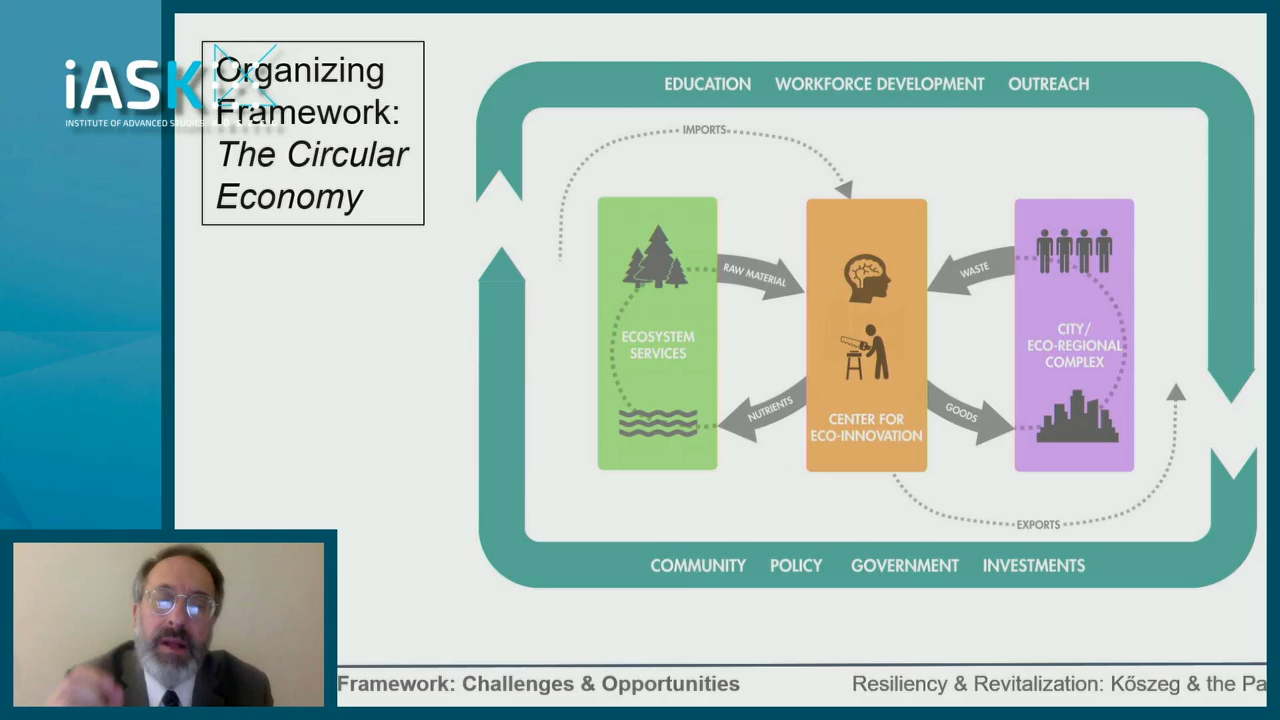 iASK
INSTITUTE OF ADVANCED STUDIES
Organizing
Framework:
The Circular
Economy
EDUCATION WORKFORCE DEVELOPMENT OUTREACH
IMPORTS
RAW MATERIAL
WASTE
ECOSYSTEM
SERVICES
CITY/
ECO-REGIONAL
COMPLEX
NUTRIENTS
GOODS
CENTER FOR
ECO-INNOVATION
EXPORTS
COMMUNITY POLICY GOVERNMENT INVESTMENTS
Framework: Challenges & Opportunities
Resiliency & Revitalization: Kőszeg & the Pa